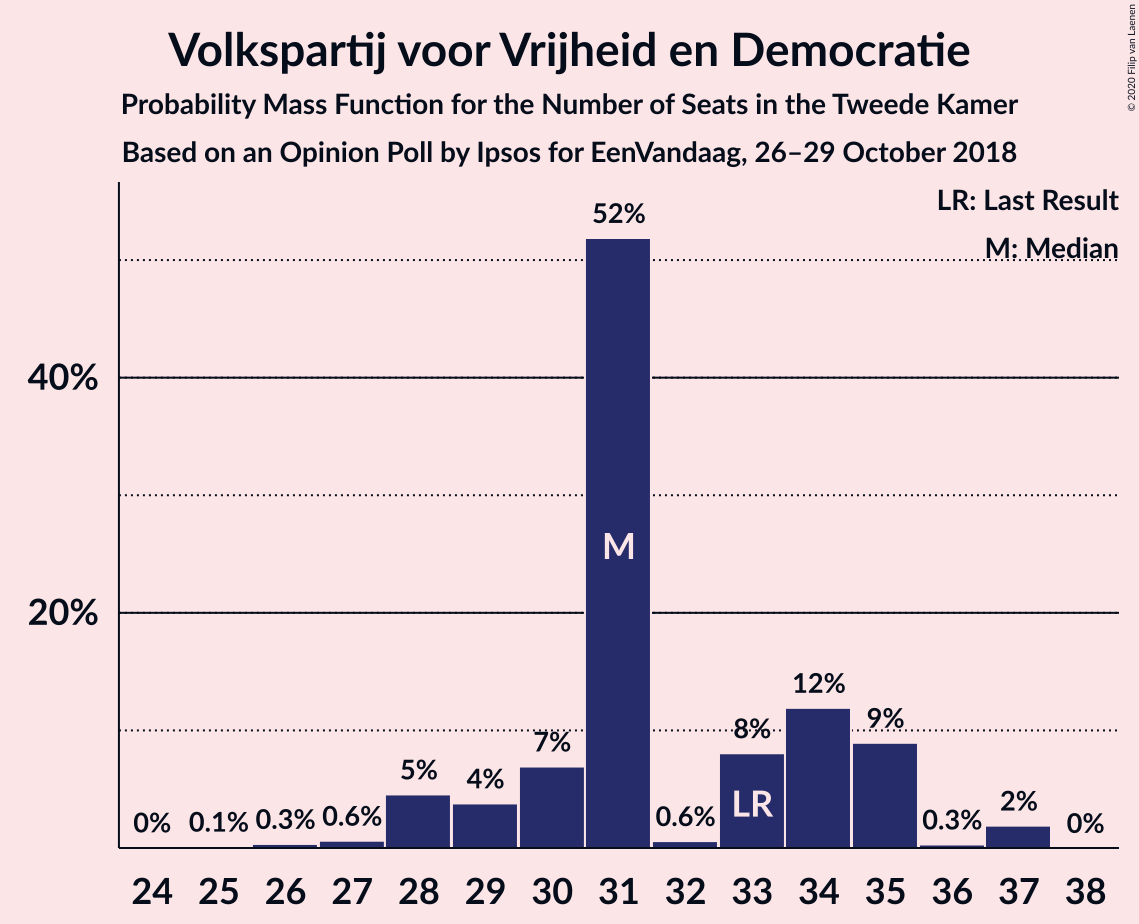 Volkspartij voor Vrijheid en Democratie
Probability Mass Function for the Number of Seats in the Tweede Kamer
Based on an Opinion Poll by Ipsos for EenVandaag, 26–29 October 2018
© 2020 Filip van Laenen
LR: Last Result
M: Median
40%
20%
0% 0.1% 0.3% 0.6% 5% 4% 7% 52% 0.6% 8% 12% 9% 0.3% 2% 0%
M
LR
24 25 26 27 28 29 30 31 32 33 34 35 36 37 38